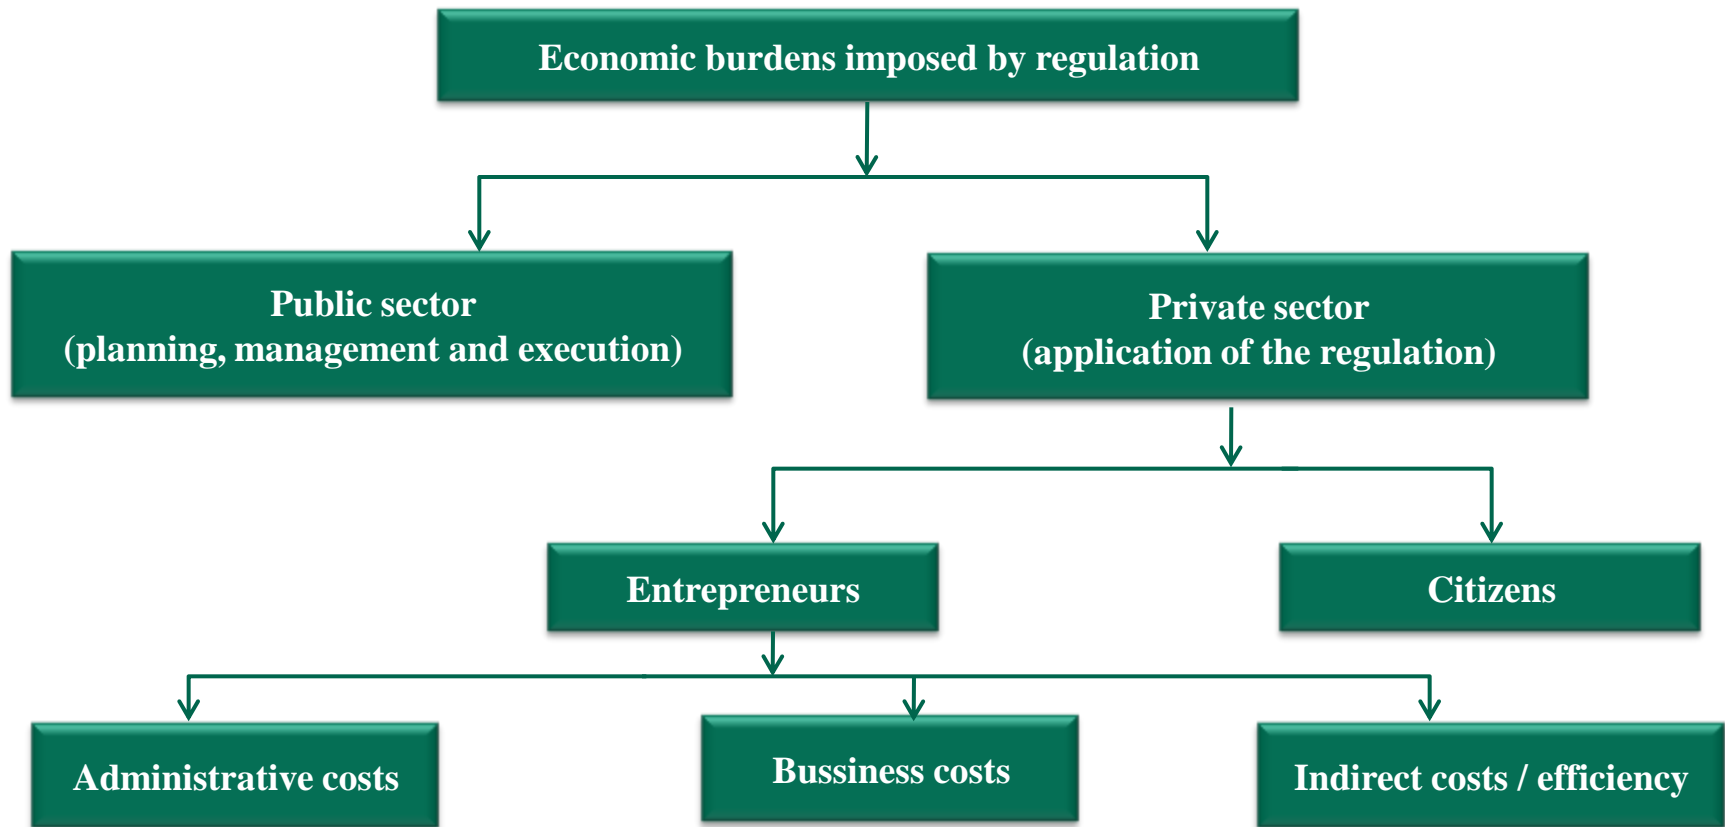 Economic burdens imposed by regulation
Public sector
(planning, management and execution)
Private sector
(application of the regulation)
Entrepreneurs
Citizens
Administrative costs
Bussiness costs
Indirect costs / efficiency